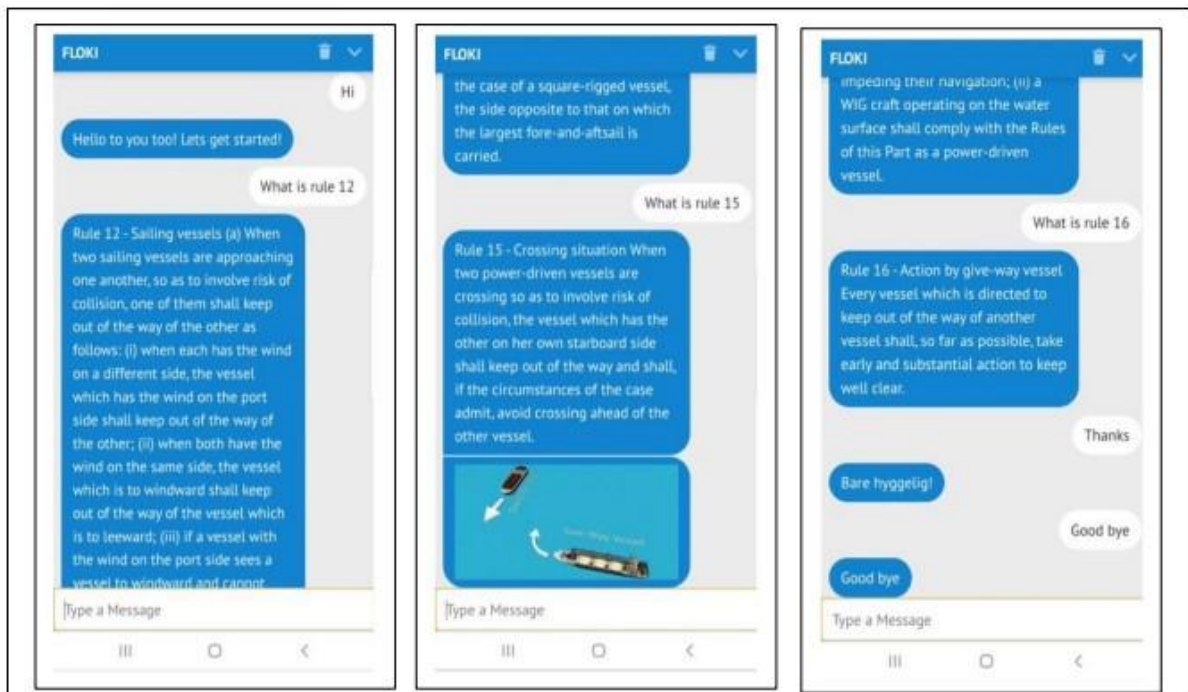 FLOKI
Hi
Hello to you too! Lets get started!
What is rule 12
Rule 12 - Sailing vessels (a) When
two sailing vessels are approaching
one another, so as to involve risk of
collision, one of them shall keep
out of the way of the other as
follows: (i) when each has the wind
on a different side, the vessel
which has the wind on the port
side shall keep out of the way of
the other; (ii) when both have the
wind on the same side, the vessel
which is to windward shall keep
out of the way of the vessel which
is to leeward; (iii) if a vessel with
the wind on the port side sees a
vessel to windward and cannot
Type a Message
FLOKI
the case of a square-rigged vessel,
the side opposite to that on which
the largest fore-and-aftsail is
carried.
What is rule 15
Rule 15 - Crossing situation When
two power-driven vessels are
crossing so as to involve risk of
collision, the vessel which has the
other on her own starboard side
shall keep out of the way and shall,
if the circumstances of the case
admit, avoid crossing ahead of the
other vessel.
Type a Message
FLOKI
impeding their navigation; (ii) a
WIG craft operating on the water
surface shall comply with the Rules
of this Part as a power-driven
vessel.
What is rule 16
Rule 16 - Action by give-way vessel
Every vessel which is directed to
keep out of the way of another
vessel shall, so far as possible, take
early and substantial action to keep
well clear.
Thanks
Bare hyggelig!
Good bye
Good bye
Type a Message